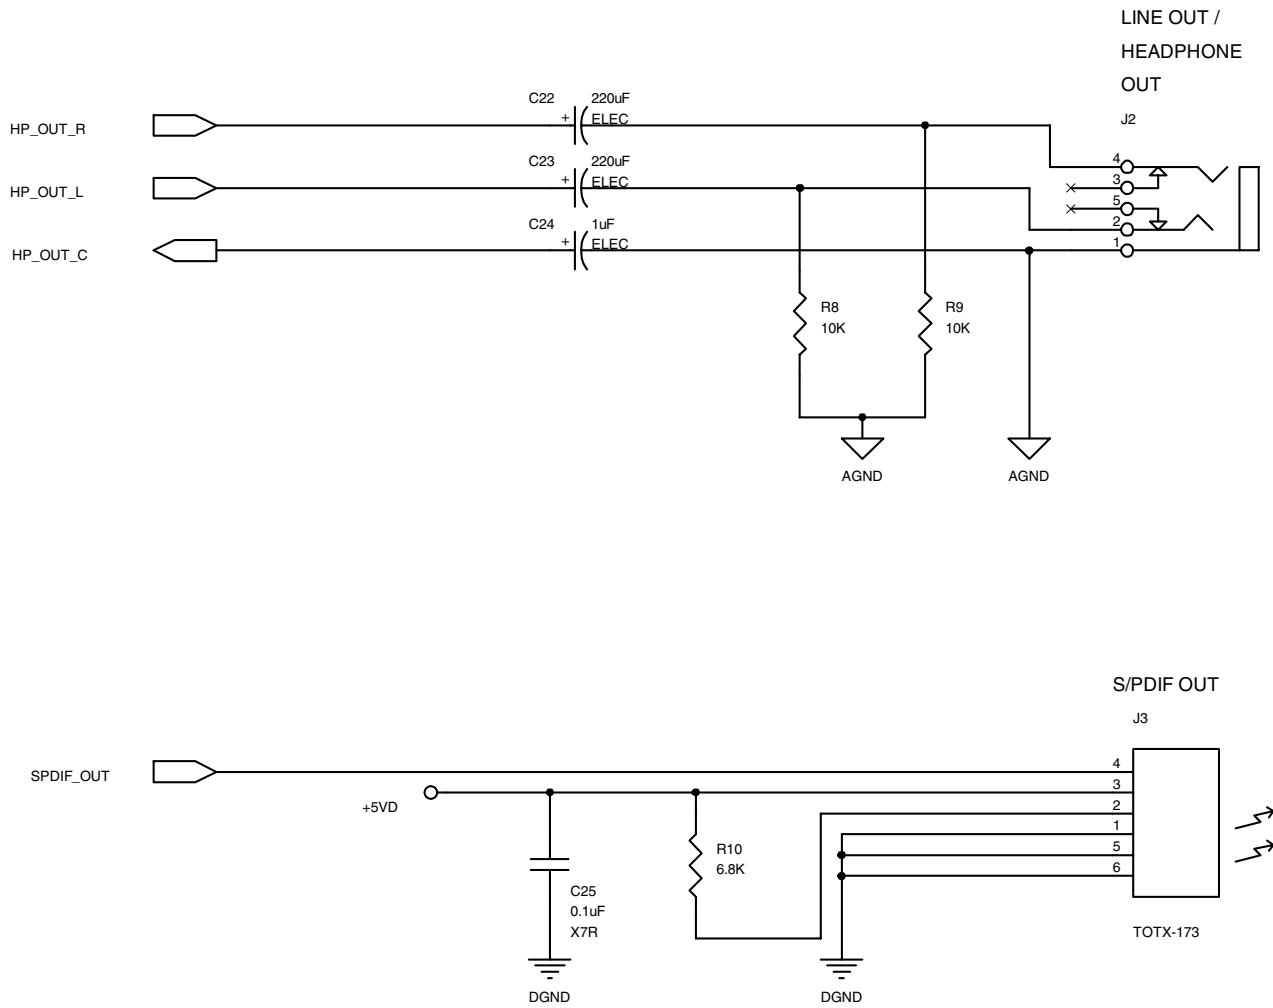 LINE OUT /
HEADPHONE
OUT
J2
C22 220uF
+ ELEC
HP_OUT_R
C23 220uF
+ ELEC
HP_OUT_L
C24 1uF
+ ELEC
HP_OUT_C
4
3
5
2
1
R8
10K
R9
10K
AGND
AGND
S/PDIF OUT
J3
SPDIF_OUT
+5VD
4
3
2
1
5
6
R10
6.8K
C25
0.1uF
X7R
TOTX-173
DGND
DGND